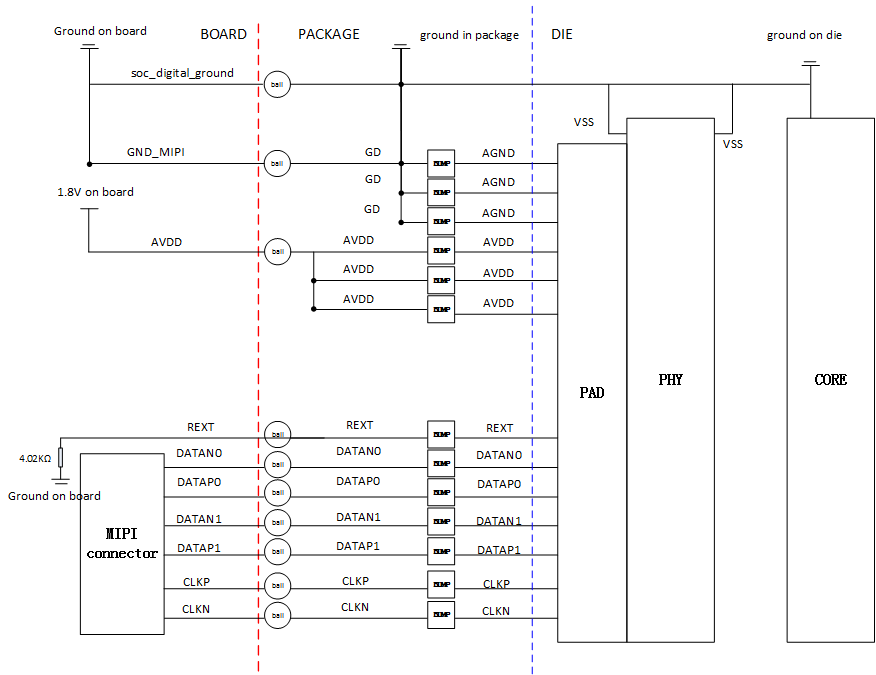 Ground on board
BOARD
PACKAGE
ground in package
DIE
ground on die
soc_digital_ground
ball
VSS
VSS
GND_MIPI
ball
GD
BUMP
AGND
GD
BUMP
AGND
1.8V on board
GD
BUMP
AGND
AVDD
ball
AVDD
BUMP
AVDD
AVDD
BUMP
AVDD
AVDD
BUMP
AVDD
PAD
PHY
CORE
REXT
ball
REXT
BUMP
REXT
4.02KΩ
DATAN0
ball
DATAN0
BUMP
DATAN0
Ground on board
DATAP0
ball
DATAP0
BUMP
DATAP0
MIPI
connector
DATAN1
ball
DATAN1
BUMP
DATAN1
DATAP1
ball
DATAP1
BUMP
DATAP1
CLKP
ball
CLKP
BUMP
CLKP
CLKN
ball
CLKN
BUMP
CLKN